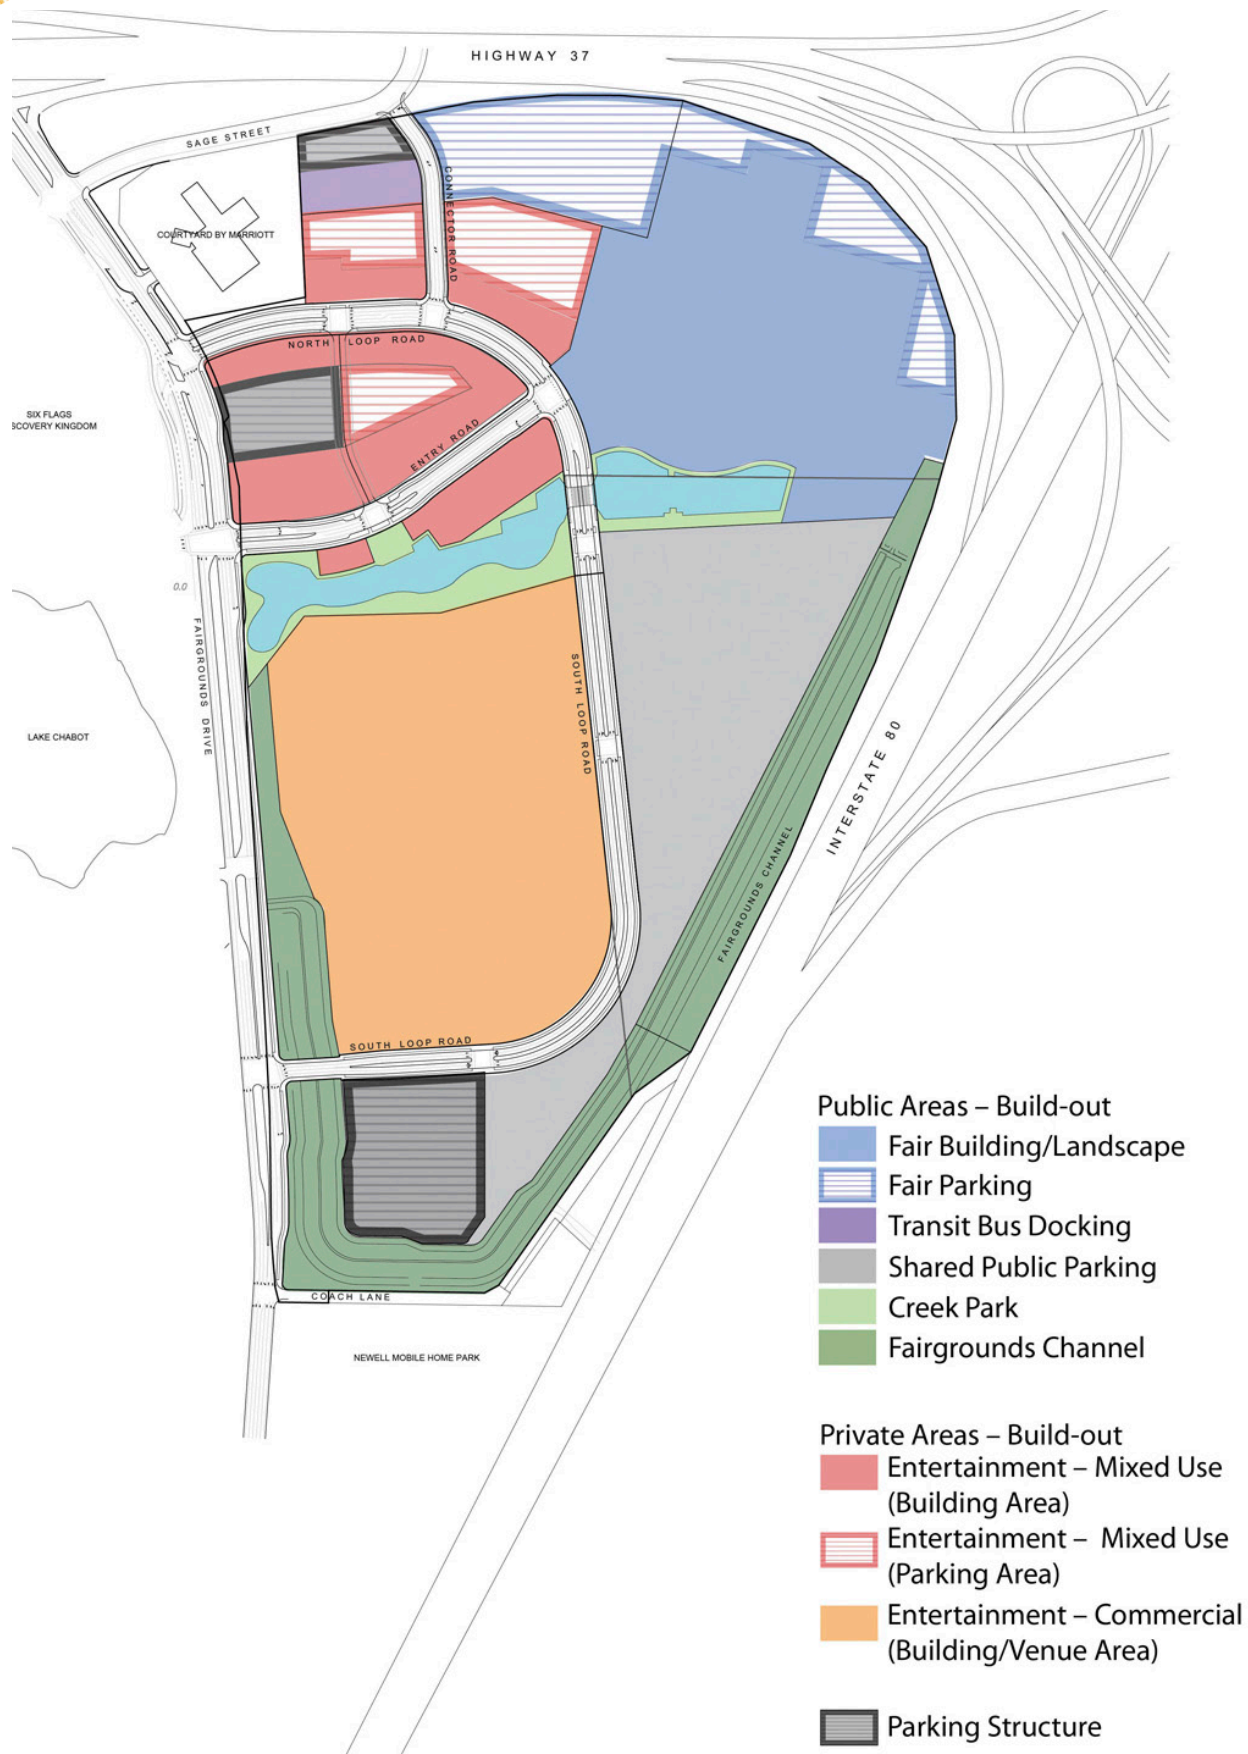 HIGHWAY 37
SAGE STREET
CONNECTOR ROAD
COURTYARD BY MARRIOTT
NORTH LOOP ROAD
SIX FLAGS
SCOVERY KINGDOM
ENTRY ROAD
0.0
FAIRGROUNDS DRIVE
SOUTH LOOP ROAD
LAKE CHABOT
INTERSTATE 80
FAIRGROUNDS CHANNEL
SOUTH LOOP ROAD
COACH LANE
NEWELL MOBILE HOME PARK
Public Areas – Build-out
Fair Building/Landscape
Fair Parking
Transit Bus Docking
Shared Public Parking
Creek Park
Fairgrounds Channel
Private Areas – Build-out
Entertainment – Mixed Use
(Building Area)
Entertainment – Mixed Use
(Parking Area)
Entertainment – Commercial
(Building/Venue Area)
Parking Structure